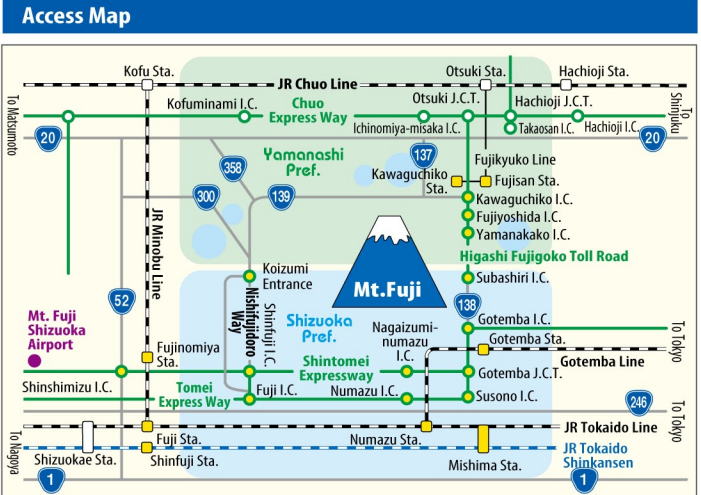 Access Map
Kofu Sta.
Otsuki Sta.
Hachioji Sta.
JR Chuo Line
To Matsumoto
Kofuminami I.C.
Chuo
Express Way
Otsuki J.C.T.
Hachioji J.C.T.
To
Shinjuku
Ichinomiya-misaka I.C.
Takaosan I.C.
Hachioji I.C.
20
20
137
Yamanashi
Pref.
358
Fujikyuko Line
Kawaguchiko
Sta.
Fujisan Sta.
300
139
Kawaguchiko I.C.
Fujiyoshida I.C.
Yamanakako I.C.
JR Minobu Line
Higashi Fujigoko Toll Road
Koizumi
Entrance
Mt.Fuji
Subashiri I.C.
52
138
Nishifujidoro
Way
Shinfuji I.C.
Shizuoka
Pref.
Mt. Fuji
Shizuoka
Airport
Nagaizumi-
numazu
I.C.
Gotemba I.C.
To Tokyo
Gotemba Sta.
Fujinomiya
Sta.
Shintomei
Expressway
Gotemba Line
Shinshimizu I.C.
Gotemba J.C.T.
Tomei
Express Way
Fuji I.C.
Numazu I.C.
Susono I.C.
246
To Tokyo
JR Tokaido Line
To Nagoya
Fuji Sta.
Numazu Sta.
JR Tokaido
Shinkansen
Shizuokae Sta.
Shinfuji Sta.
Mishima Sta.
1
1